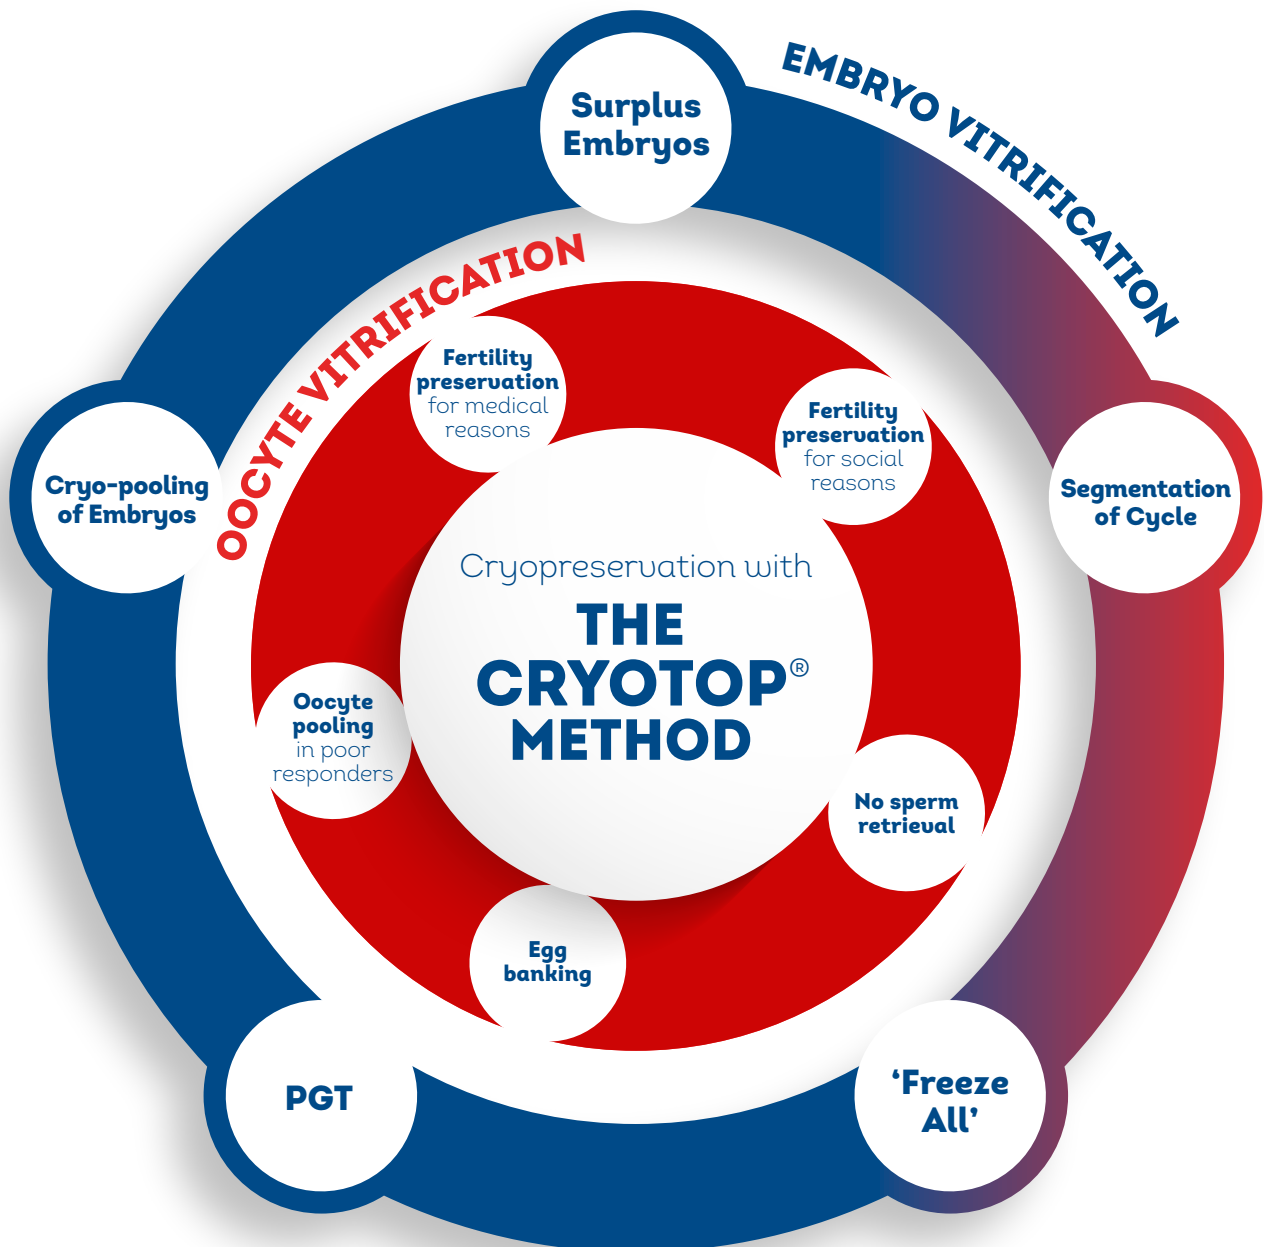 EMBRYO VITRIFICATION
Surplus
Embryos
OOCYTE VITRIFICATION
Fertility
preservation
for medical
reasons
Fertility
preservation
for social
reasons
Cryo-pooling
of Embryos
Segmentation
of Cycle
Cryopreservation with
THE
CRYOTOP®
METHOD
Oocyte
pooling
in poor
responders
No sperm
retrieval
Egg
banking
PGT
‘Freeze
All’